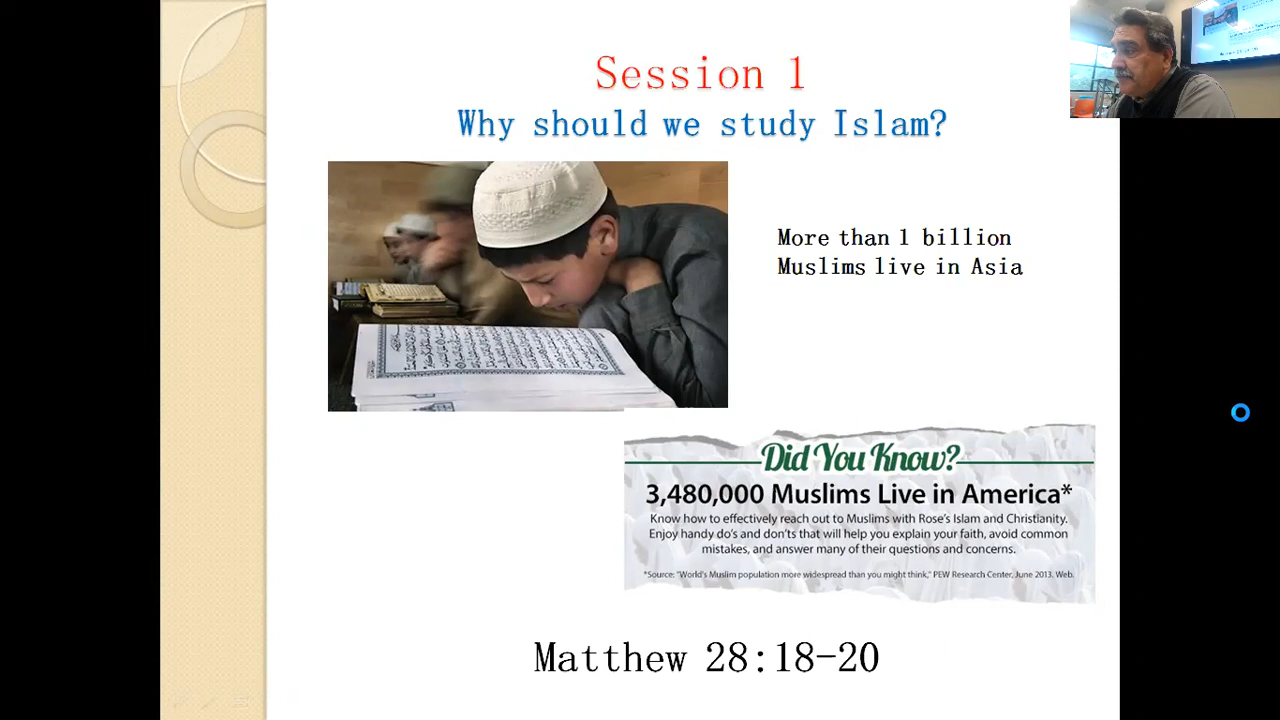 Session 1
Why should we study Islam?
More than 1 billion
Muslims live in Asia
Did You Know?
3,480,000 Muslims Live in America*
Know how to effectively reach out to Muslims with Rose's Islam and Christianity.
Enjoy handy do's and don'ts that will help you explain your faith, avoid common
mistakes, and answer many of their questions and concerns.
*Source: "World's Muslim population more widespread than you might think," PEW Research Center, June 2013. Web.
Matthew 28:18-20